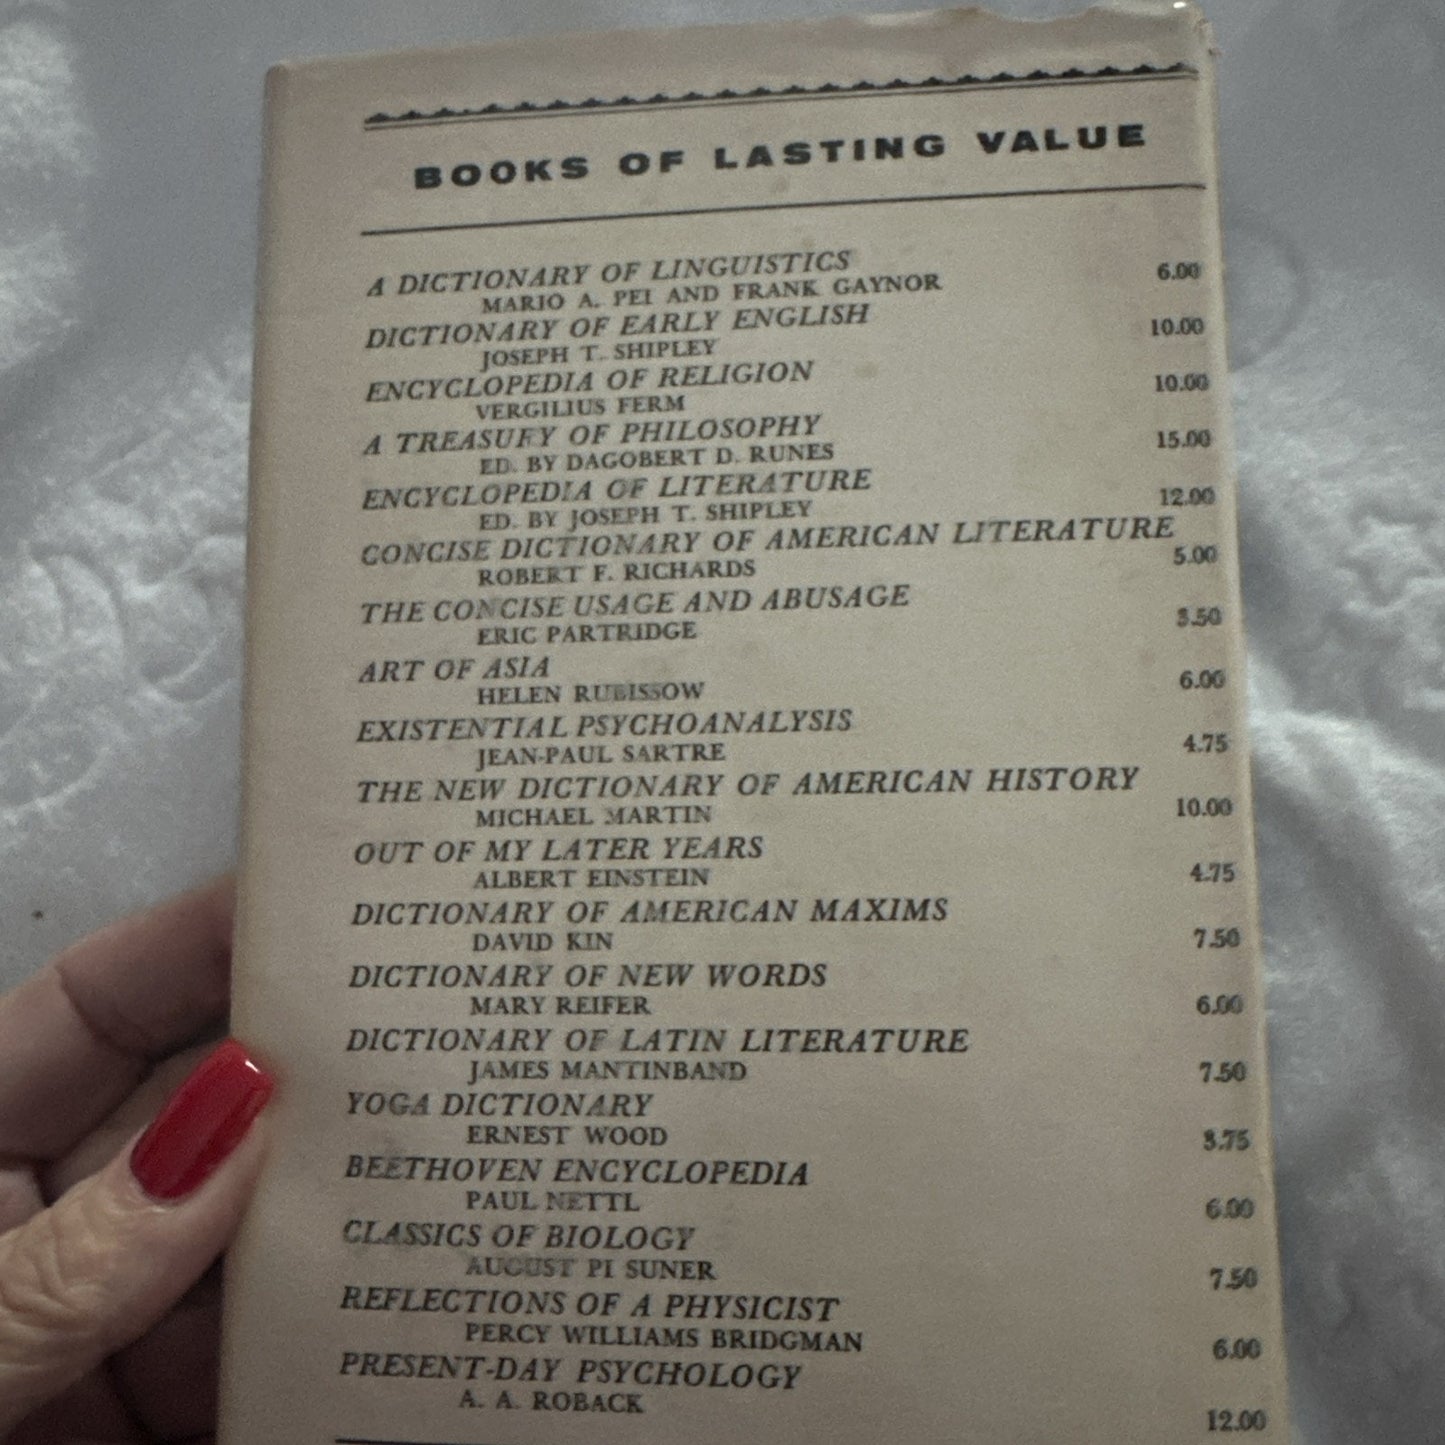 BOOKS OF LASTING VALUE
A DICTIONARY OF LINGUISTICS
MARIO A. PEI AND FRANK GAYNOR 6.00
DICTIONARY OF EARLY ENGLISH
JOSEPH T. SHIPLEY 10.00
ENCYCLOPEDIA OF RELIGION
VERGILIUS FERM 10.00
A TREASURY OF PHILOSOPHY
ED. BY DAGOBERT D. RUNES 15.00
ENCYCLOPEDIA OF LITERATURE
ED. BY JOSEPH T. SHIPLEY 12.00
CONCISE DICTIONARY OF AMERICAN LITERATURE
ROBERT F. RICHARDS 5.00
THE CONCISE USAGE AND ABUSAGE
ERIC PARTRIDGE 3.50
ART OF ASIA
HELEN RUBISSOW 6.00
EXISTENTIAL PSYCHOANALYSIS
JEAN-PAUL SARTRE 4.75
THE NEW DICTIONARY OF AMERICAN HISTORY
MICHAEL MARTIN 10.00
OUT OF MY LATER YEARS
ALBERT EINSTEIN 4.75
DICTIONARY OF AMERICAN MAXIMS
DAVID KIN 7.50
DICTIONARY OF NEW WORDS
MARY REIFER 6.00
DICTIONARY OF LATIN LITERATURE
JAMES MANTINBAND 7.50
YOGA DICTIONARY
ERNEST WOOD 3.75
BEETHOVEN ENCYCLOPEDIA
PAUL NETTL 6.00
CLASSICS OF BIOLOGY
AUGUST PI SUNER 7.50
REFLECTIONS OF A PHYSICIST
PERCY WILLIAMS BRIDGMAN 6.00
PRESENT-DAY PSYCHOLOGY
A. A. ROBACK 12.00